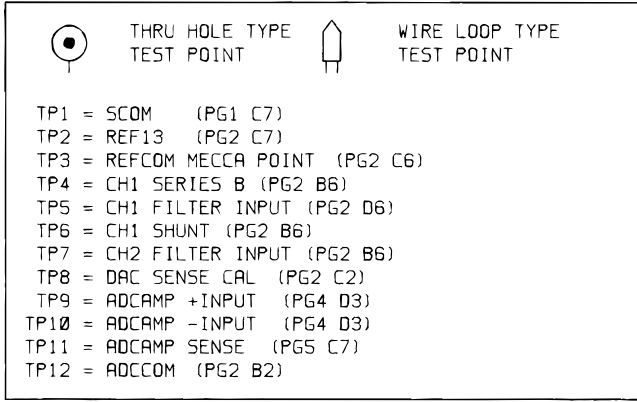 THRU HOLE TYPE
TEST POINT
WIRE LOOP TYPE
TEST POINT
TP1 = SCOM (PG1 C7)
TP2 = REF13 (PG2 C7)
TP3 = REFCOM MECCA POINT (PG2 C6)
TP4 = CH1 SERIES B (PG2 B6)
TP5 = CH1 FILTER INPUT (PG2 D6)
TP6 = CH1 SHUNT (PG2 B6)
TP7 = CH2 FILTER INPUT (PG2 B6)
TP8 = DAC SENSE CAL (PG2 C2)
TP9 = ADCAMP +INPUT (PG4 D3)
TP10 = ADCAMP -INPUT (PG4 D3)
TP11 = ADCAMP SENSE (PG5 C7)
TP12 = ADCCOM (PG2 B2)